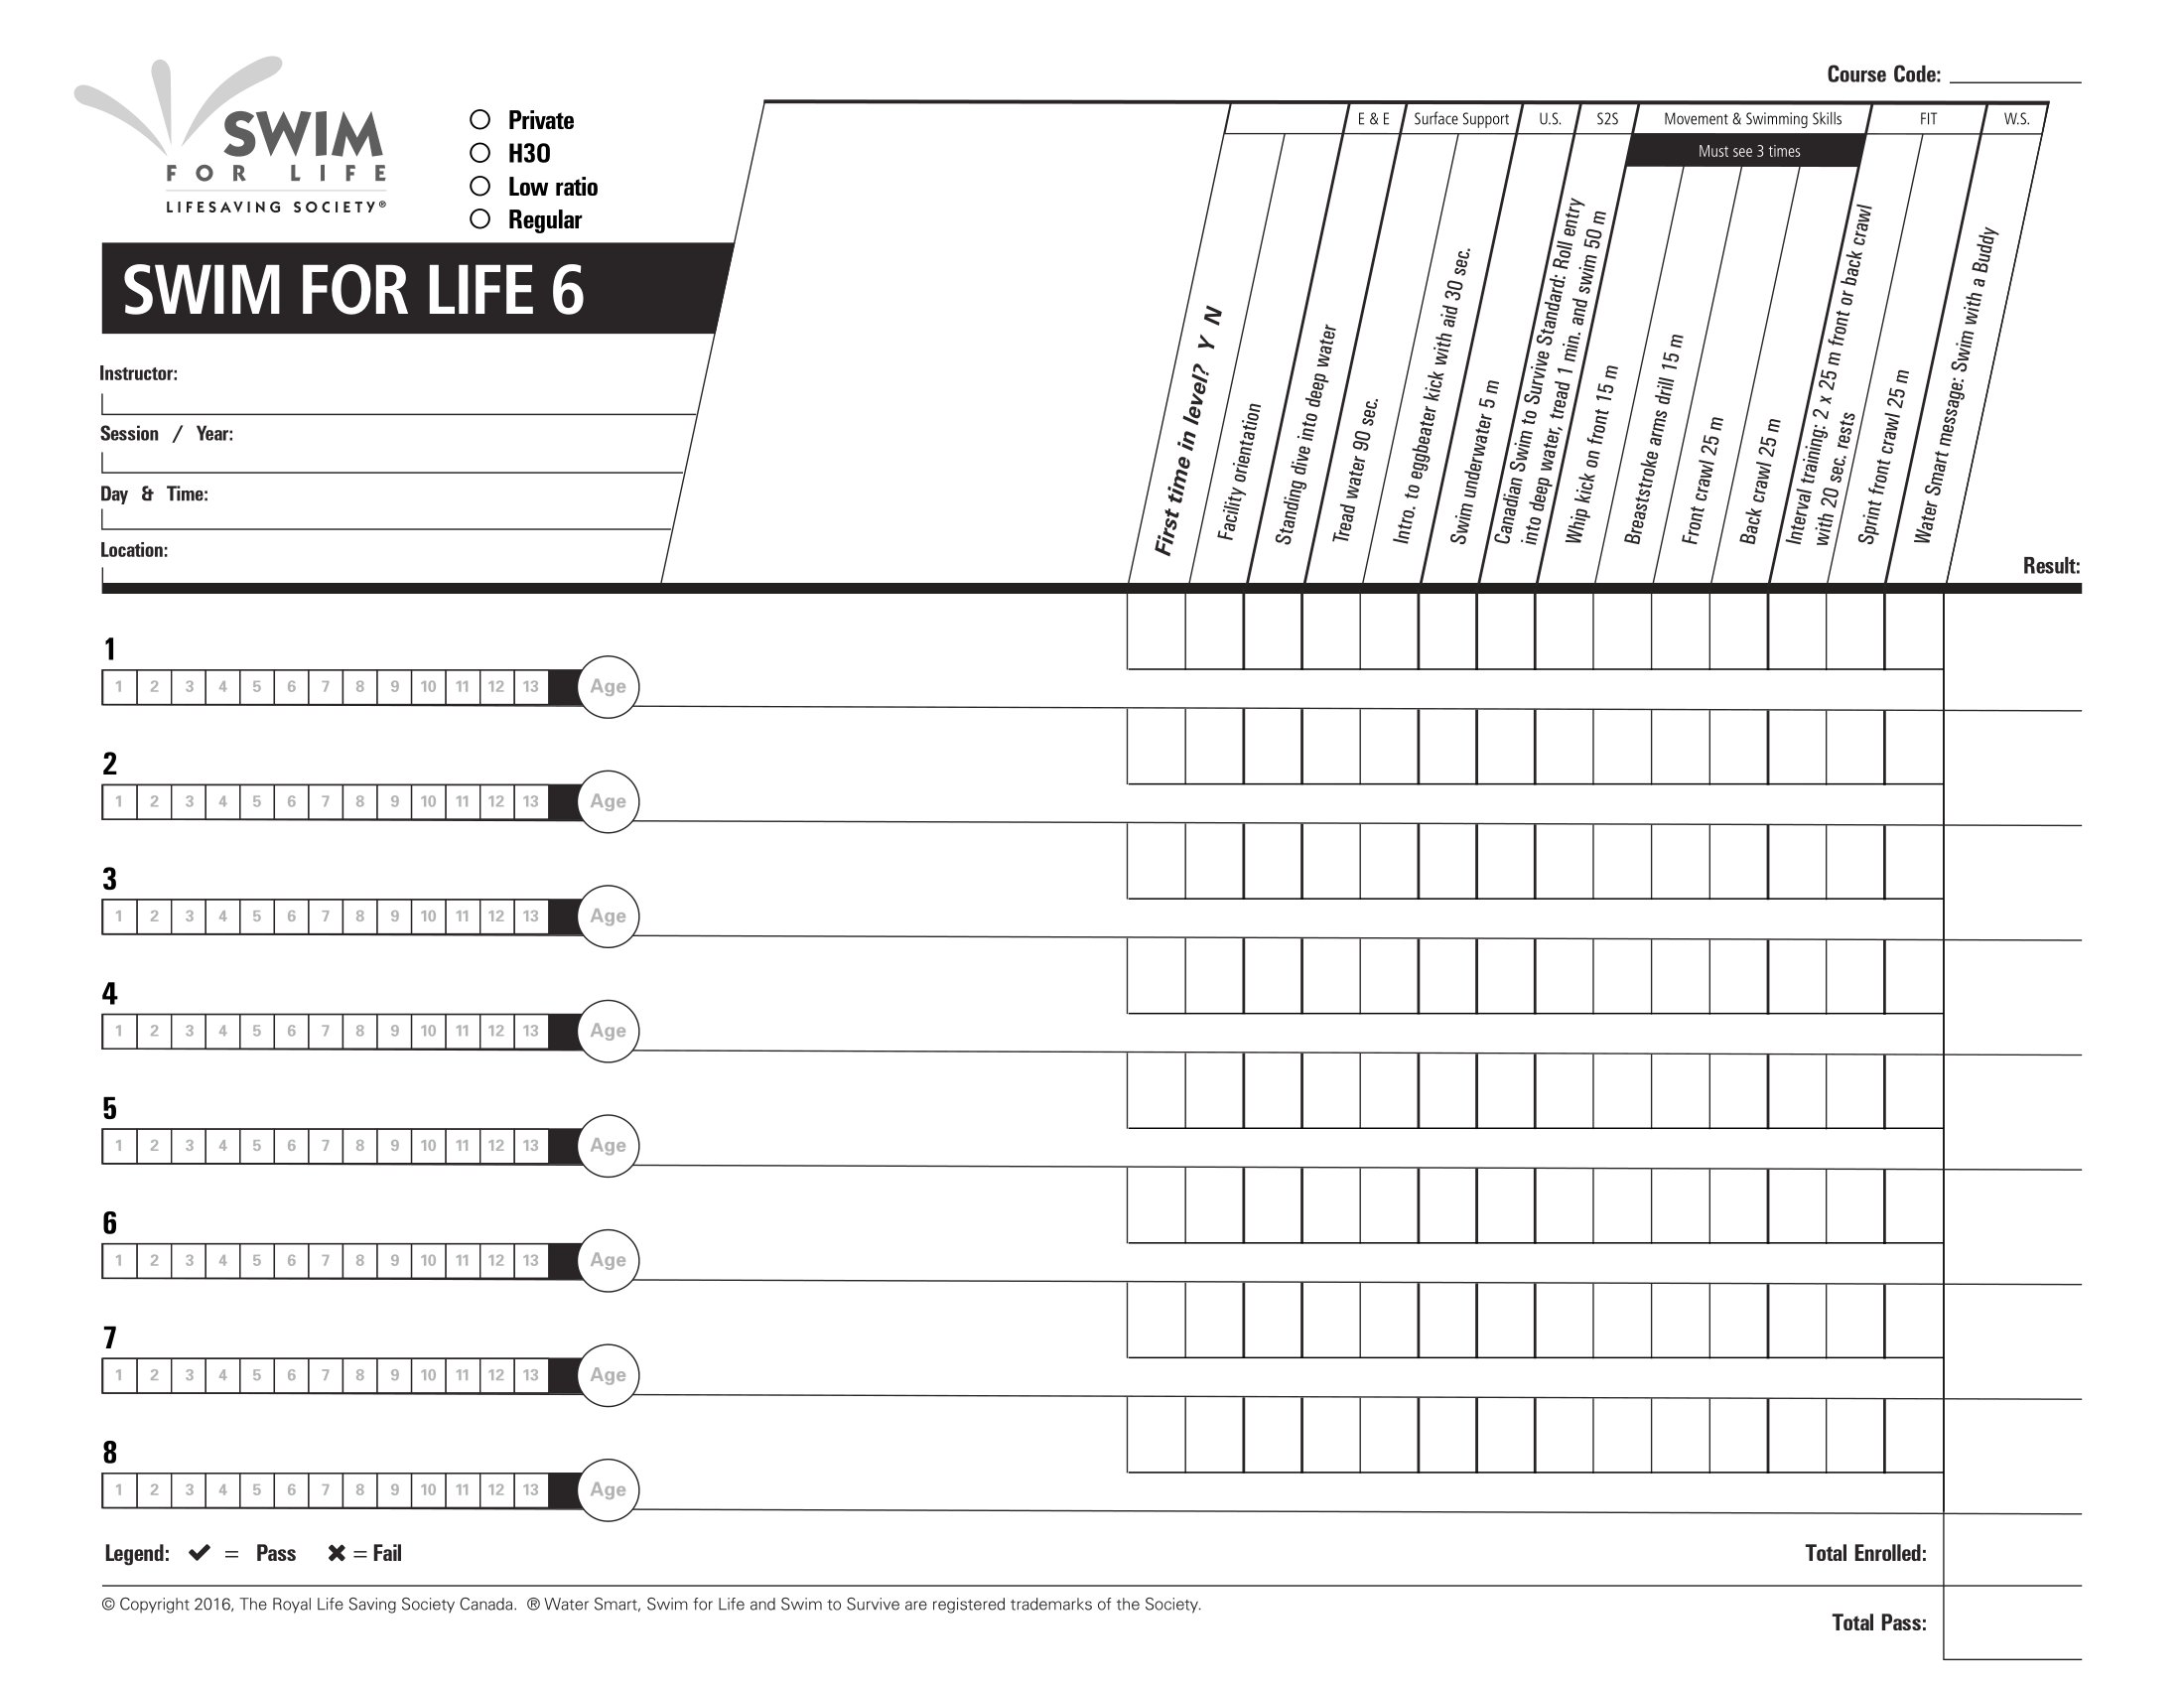 Course Code:
SWIM
FOR LIFE
LIFESAVING SOCIETY®
Private
H3O
Low ratio
Regular
SWIM FOR LIFE 6
Instructor:
Session / Year:
Day & Time:
Location:
E & E
Surface Support
U.S.
S2S
Movement & Swimming Skills
FIT
W.S.
Must see 3 times
First time in level? Y N
Facility orientation
Standing dive into deep water
Tread water 90 sec.
Intro. to eggbeater kick with aid 30 sec.
Swim underwater 5 m
Canadian Swim to Survive Standard: Roll entry
into deep water, tread 1 min. and swim 50 m
Whip kick on front 15 m
Breaststroke arms drill 15 m
Front crawl 25 m
Back crawl 25 m
Interval training: 2 x 25 m front or back crawl
with 20 sec. rests
Sprint front crawl 25 m
Water Smart message: Swim with a Buddy
Result:
1
1 2 3 4 5 6 7 8 9 10 11 12 13 Age
2
1 2 3 4 5 6 7 8 9 10 11 12 13 Age
3
1 2 3 4 5 6 7 8 9 10 11 12 13 Age
4
1 2 3 4 5 6 7 8 9 10 11 12 13 Age
5
1 2 3 4 5 6 7 8 9 10 11 12 13 Age
6
1 2 3 4 5 6 7 8 9 10 11 12 13 Age
7
1 2 3 4 5 6 7 8 9 10 11 12 13 Age
8
1 2 3 4 5 6 7 8 9 10 11 12 13 Age
Legend: ✔ = Pass ✖ = Fail
Total Enrolled:
© Copyright 2016, The Royal Life Saving Society Canada. ® Water Smart, Swim for Life and Swim to Survive are registered trademarks of the Society.
Total Pass: